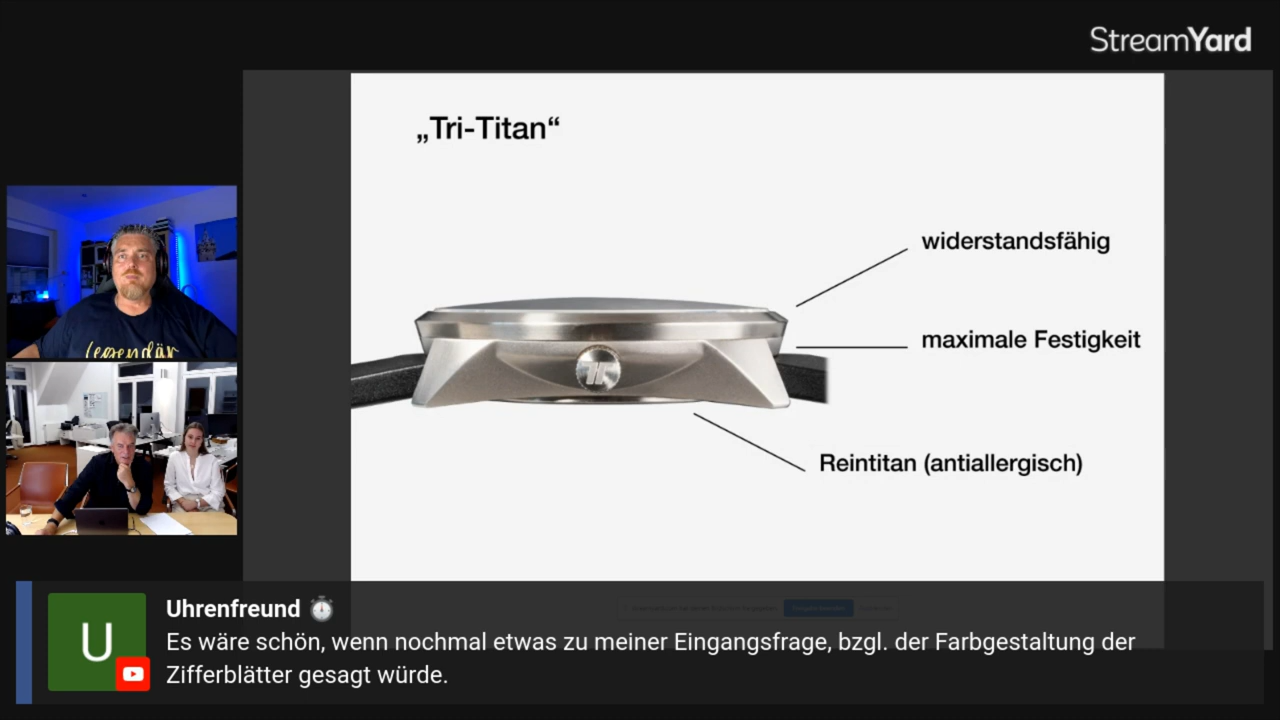 StreamYard
„Tri-Titan“
widerstandsfähig
maximale Festigkeit
Reintitan (antiallergisch)
Legendär
U
Uhrenfreund ⏱️
Es wäre schön, wenn nochmal etwas zu meiner Eingangsfrage, bzgl. der Farbgestaltung der
Zifferblätter gesagt würde.